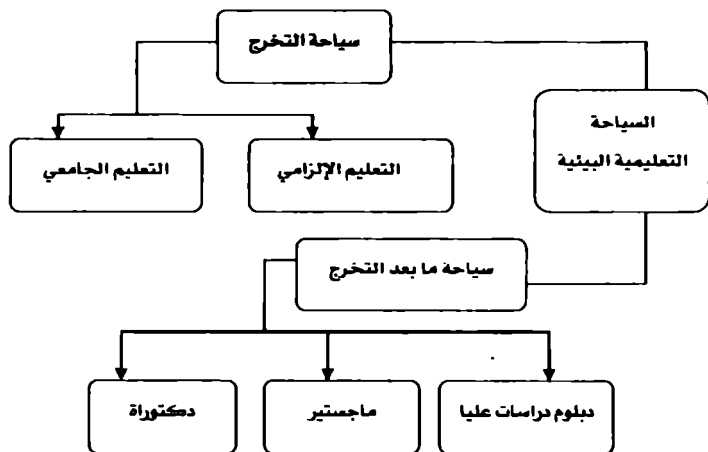 سياحة التخرج
السياحة
التعليمية البيئية
التعليم الإلزامي
التعليم الجامعي
سياحة ما بعد التخرج
دبلوم دراسات عليا
ماجستير
دكتوراة